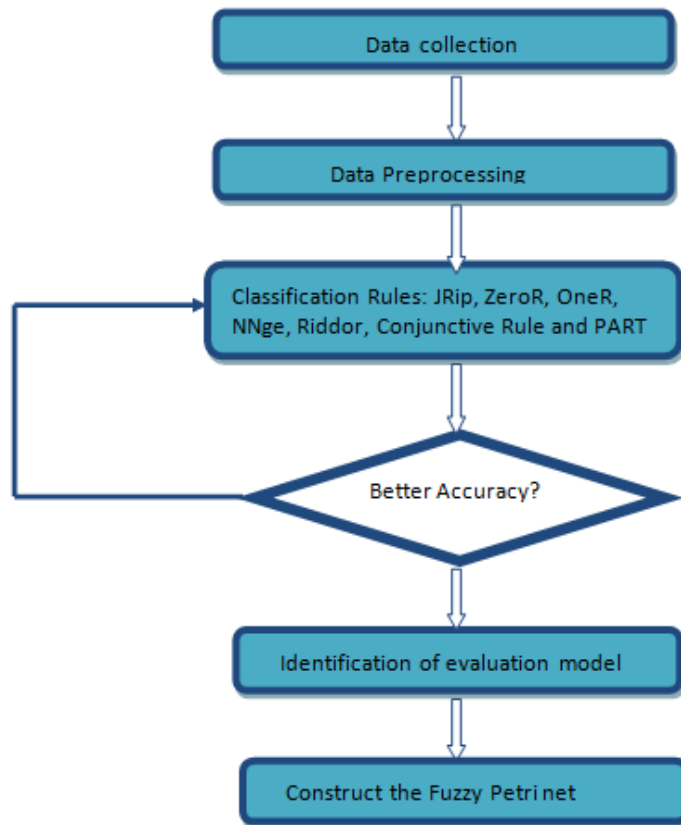 Data collection
Data Preprocessing
Classification Rules: JRip, ZeroR, OneR,
NNge, Riddor, Conjunctive Rule and PART
Better Accuracy?
Identification of evaluation model
Construct the Fuzzy Petri net